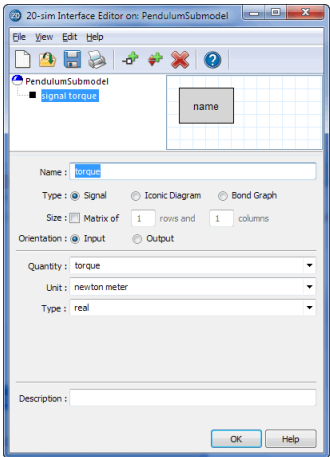 20-sim Interface Editor on: PendulumSubmodel
File View Edit Help
PendulumSubmodel
signal torque
name
Name : torque
Type : Signal Iconic Diagram Bond Graph
Size : Matrix of 1 rows and 1 columns
Orientation : Input Output
Quantity : torque
Unit : newton meter
Type : real
Description :
OK Help